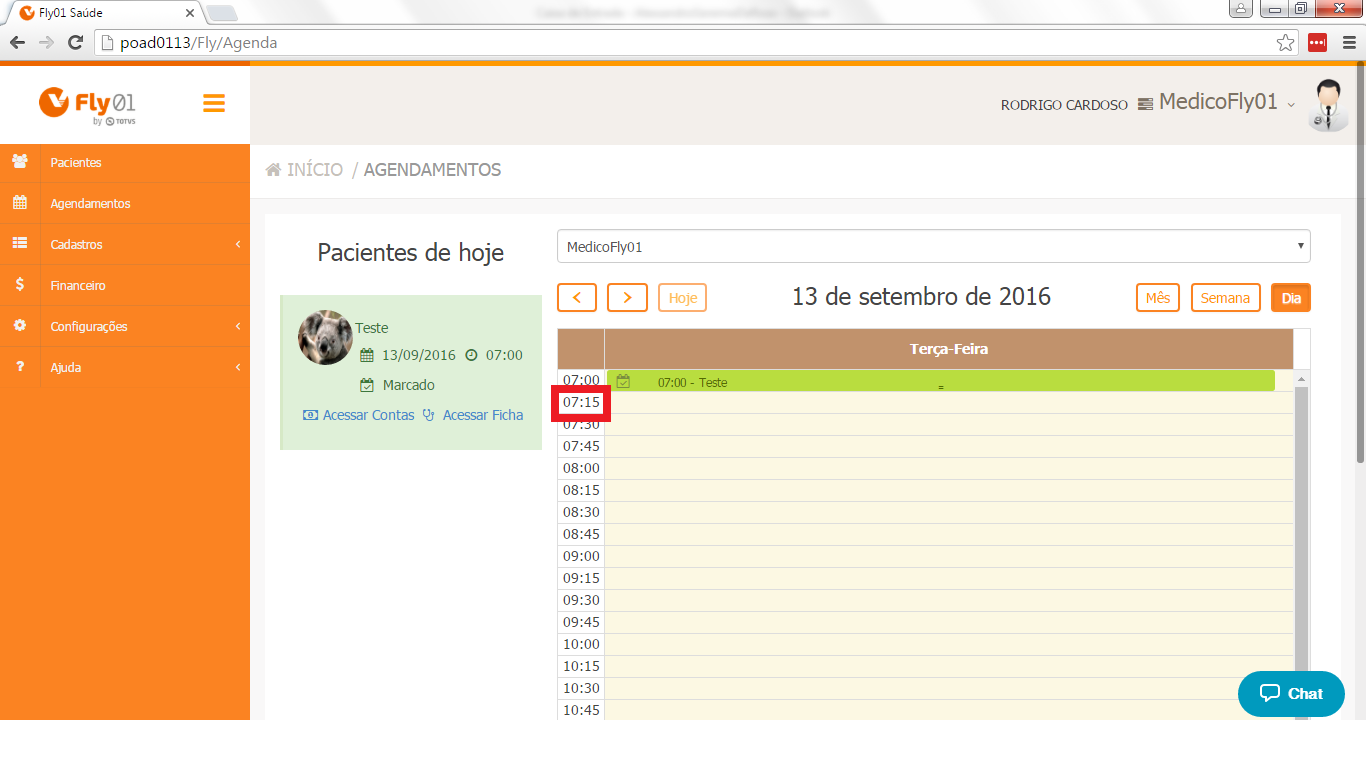 Fly01 Saúde
poad0113/Fly/Agenda
Fly01
by TOTVS
RODRIGO CARDOSO MedicoFly01
Pacientes
Agendamentos
Cadastros
Financeiro
Configurações
Ajuda
INÍCIO / AGENDAMENTOS
Pacientes de hoje
Teste
13/09/2016 07:00
Marcado
Acessar Contas Acessar Ficha
MedicoFly01
< > Hoje 13 de setembro de 2016 Mês Semana Dia
Terça-Feira
07:00 07:00 - Teste
07:15
07:30
07:45
08:00
08:15
08:30
08:45
09:00
09:15
09:30
09:45
10:00
10:15
10:30
10:45
Chat